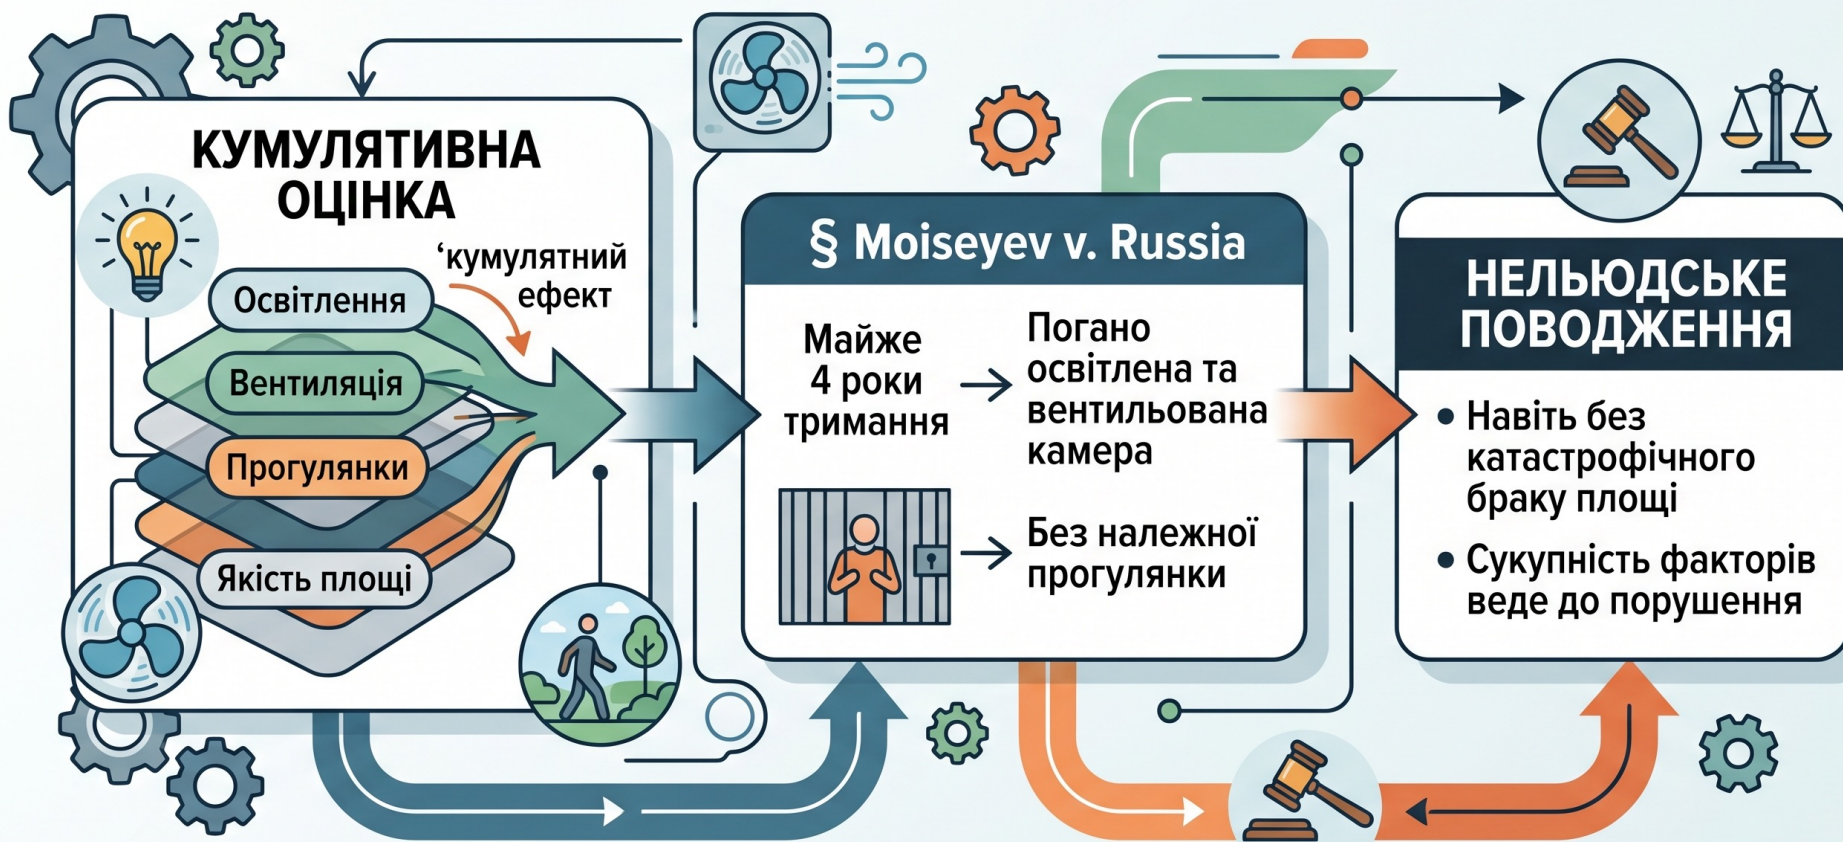 КУМУЛЯТИВНА
ОЦІНКА
‘кумулятний
ефект
Освітлення
Вентиляція
Прогулянки
Якість площі
§ Moiseyev v. Russia
Майже
4 роки
тримання
Погано
освітлена та
вентильована
камера
Без належної
прогулянки
НЕЛЬЮДСЬКЕ
ПОВОДЖЕННЯ
• Навіть без
катастрофічного
браку площі
• Сукупність факторів
веде до порушення